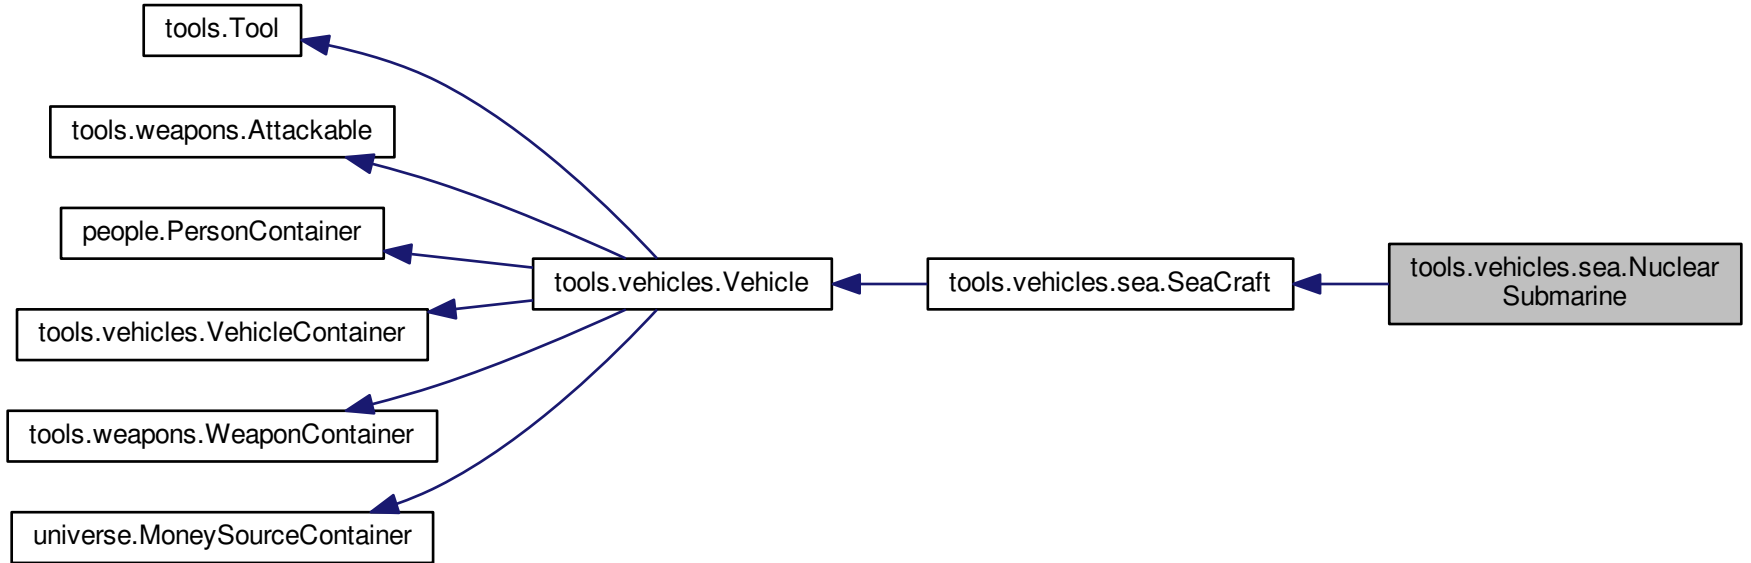 tools.Tool
tools.weapons.Attackable
people.PersonContainer
tools.vehicles.VehicleContainer
tools.weapons.WeaponContainer
universe.MoneySourceContainer
tools.vehicles.Vehicle
tools.vehicles.sea.SeaCraft
tools.vehicles.sea.Nuclear
Submarine